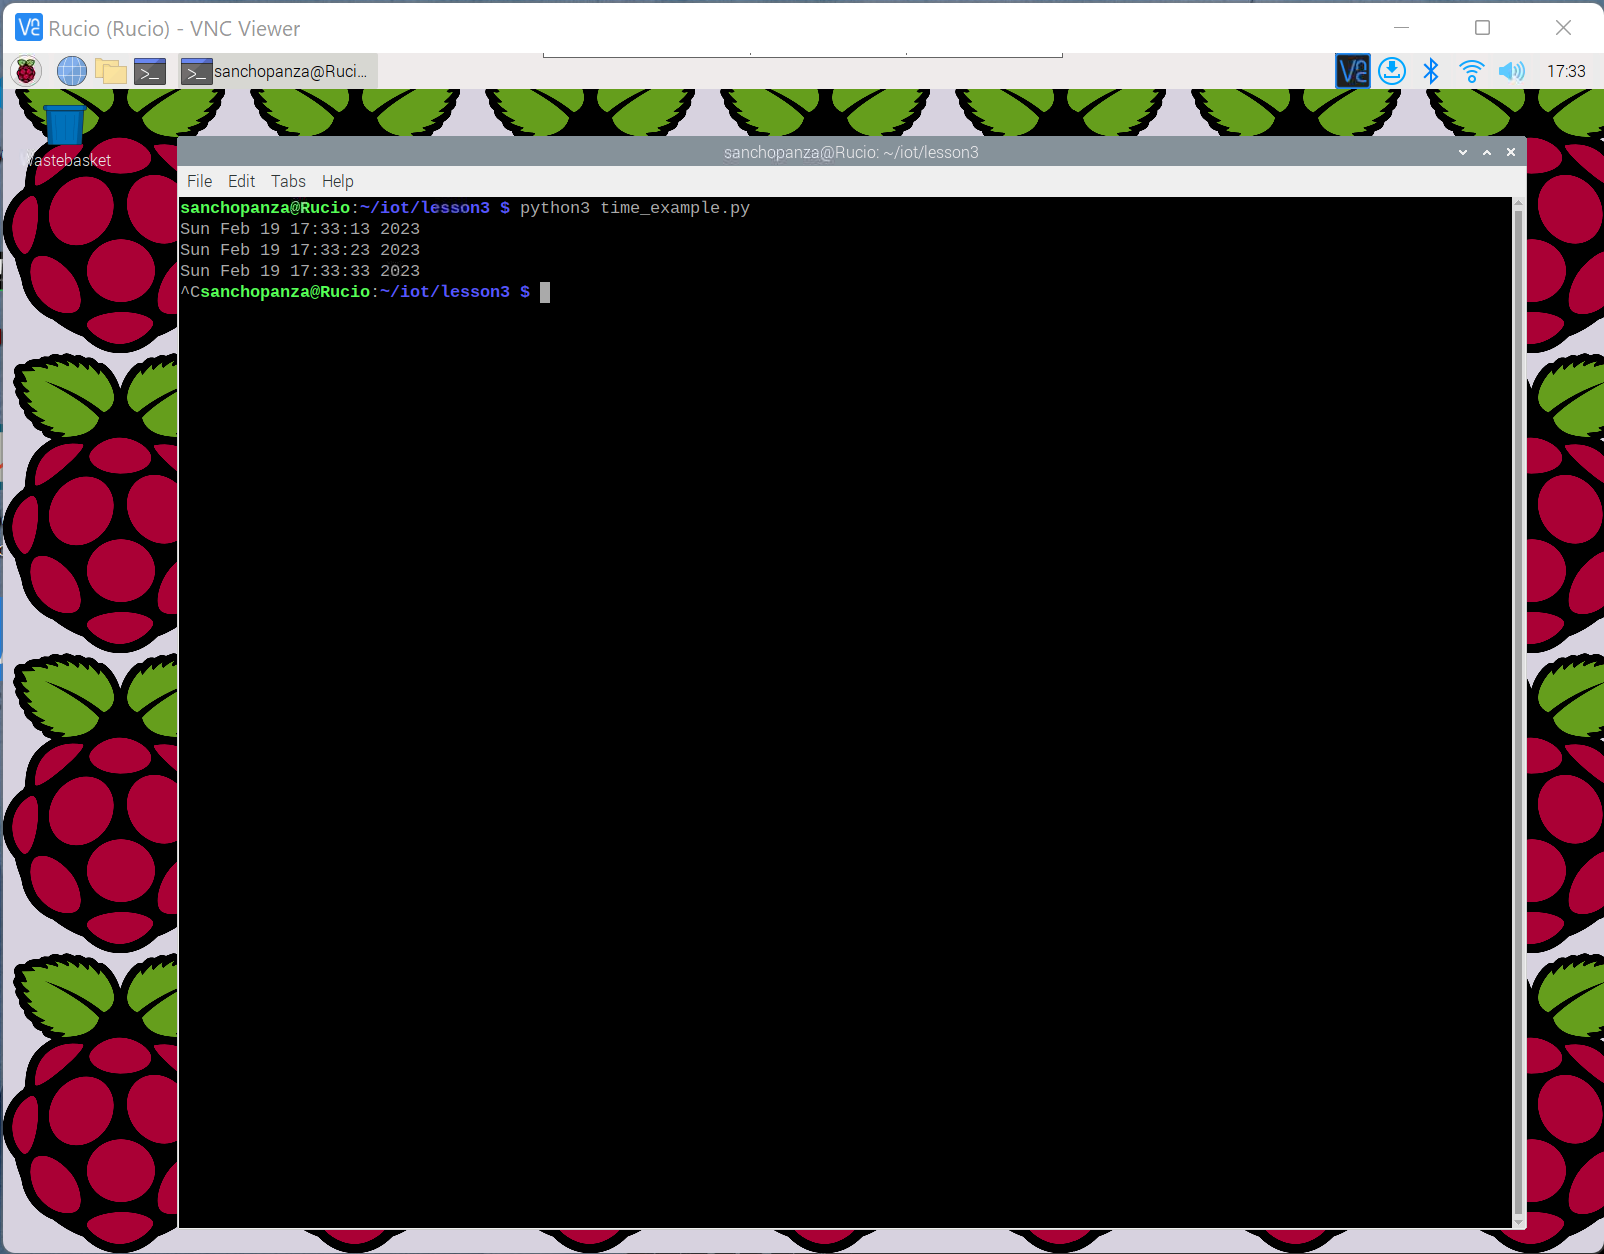 Rucio (Rucio) - VNC Viewer
sanchopanza@Ruci...
17:33
Wastebasket
sanchopanza@Rucio: ~/iot/lesson3
File Edit Tabs Help
sanchopanza@Rucio:~/iot/lesson3 $ python3 time_example.py
Sun Feb 19 17:33:13 2023
Sun Feb 19 17:33:23 2023
Sun Feb 19 17:33:33 2023
^Csanchopanza@Rucio:~/iot/lesson3 $